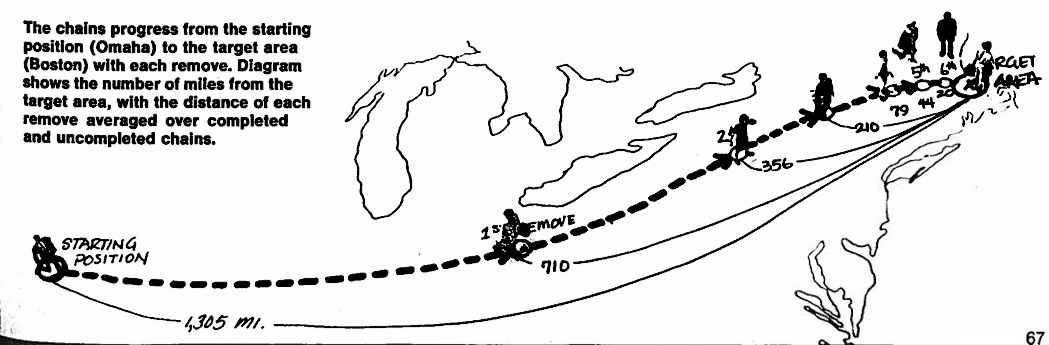 The chains progress from the starting
position (Omaha) to the target area
(Boston) with each remove. Diagram
shows the number of miles from the
target area, with the distance of each
remove averaged over completed
and uncompleted chains.
5th 6th
RGET
AREA
20
44
79
210
2nd
356
1st EMOVE
710
STARTING
POSITION
1,305 MI.
67